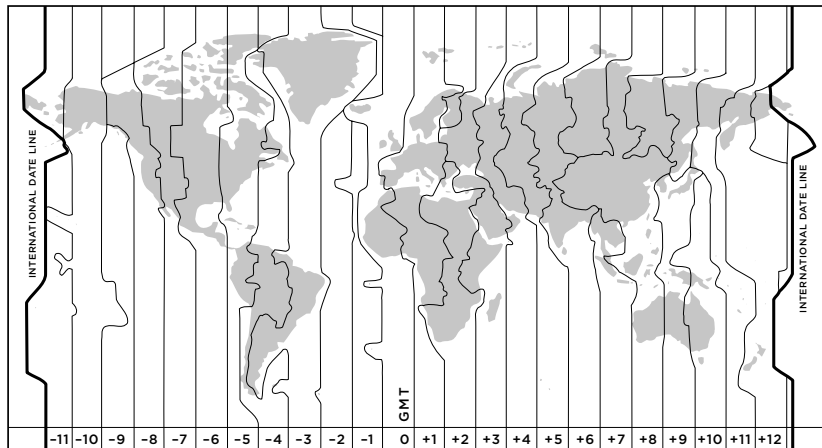 INTERNATIONAL DATE LINE
INTERNATIONAL DATE LINE
GMT
-11 -10 -9 -8 -7 -6 -5 -4 -3 -2 -1 0 +1 +2 +3 +4 +5 +6 +7 +8 +9 +10 +11 +12